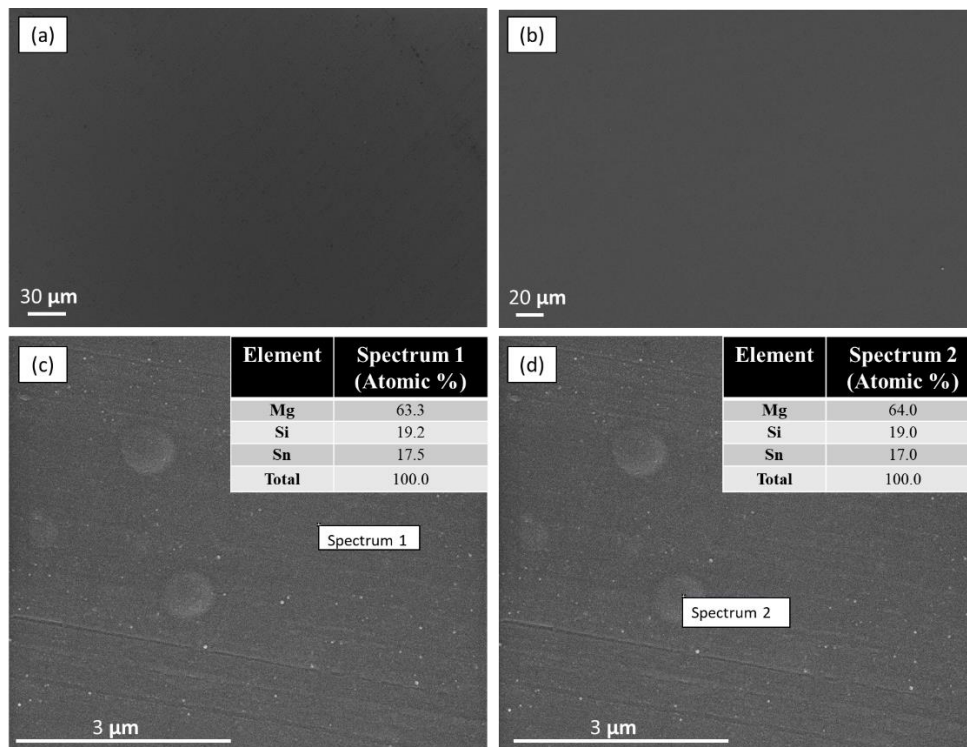 (a)
30 μm
(b)
20 μm
(c)
Element Spectrum 1
(Atomic %)
Mg 63.3
Si 19.2
Sn 17.5
Total 100.0
Spectrum 1
3 μm
(d)
Element Spectrum 2
(Atomic %)
Mg 64.0
Si 19.0
Sn 17.0
Total 100.0
Spectrum 2
3 μm